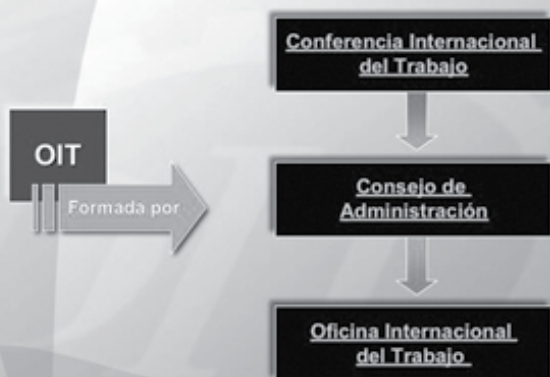 OIT
Formada por
Conferencia Internacional
del Trabajo
Consejo de
Administración
Oficina Internacional
del Trabajo